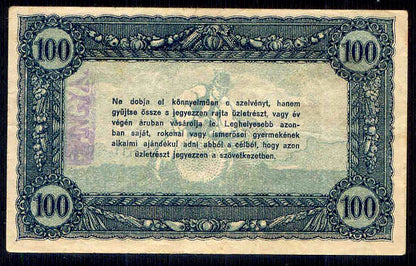 100 100
Ne dobja el könnyelműen e szelvényt, hanem
gyűjtse össze s jegyezzen rajta üzletrészt, vagy év
végén áruban vásárolja le. Leghelyesebb azon-
ban saját, rokonai vagy ismerősei gyermekének
alkalmi ajándékul adni abból a célból, hogy azon
üzletrészt jegyezzen a szövetkezetben.
100 100